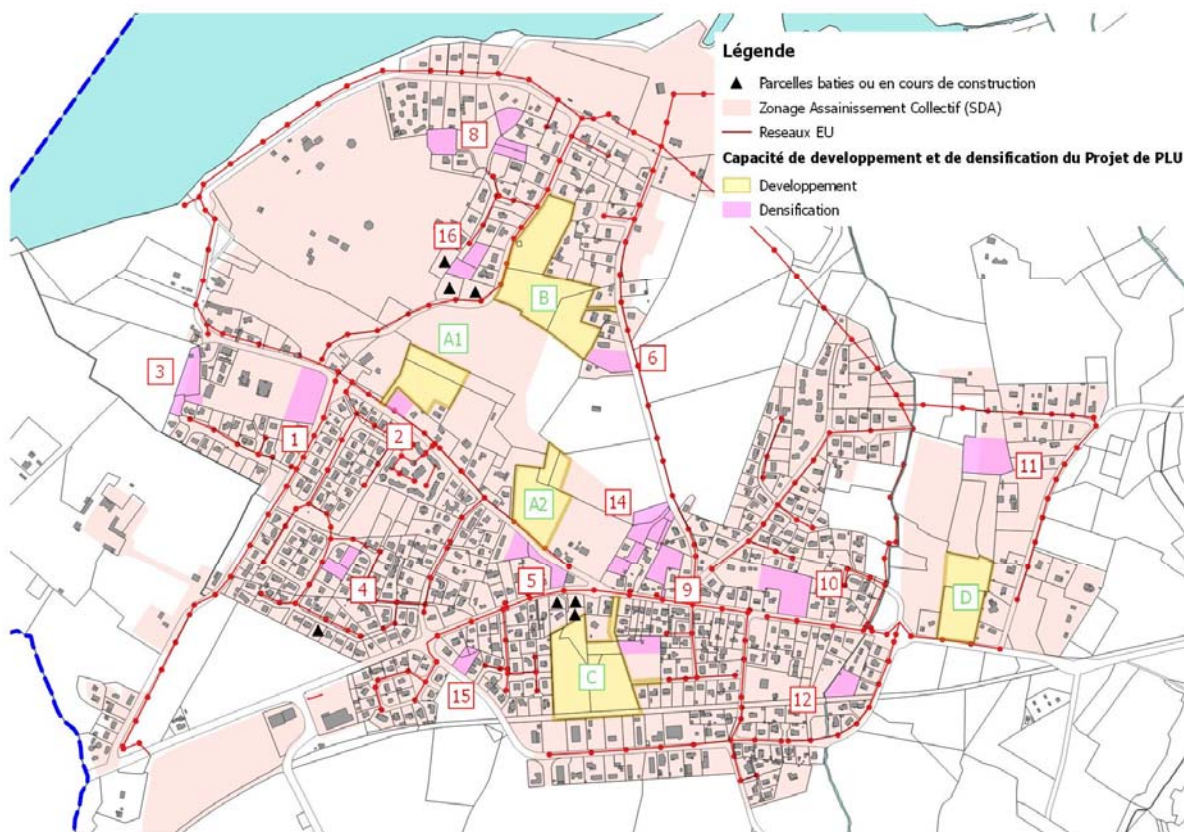 Légende
Parcelles baties ou en cours de construction
Zonage Assainissement Collectif (SDA)
Reseaux EU
Capacité de developpement et de densification du Projet de PLU
Developpement
Densification
8
16
B
A1
6
3
1
2
11
A2
14
4
5
9
10
D
C
15
12